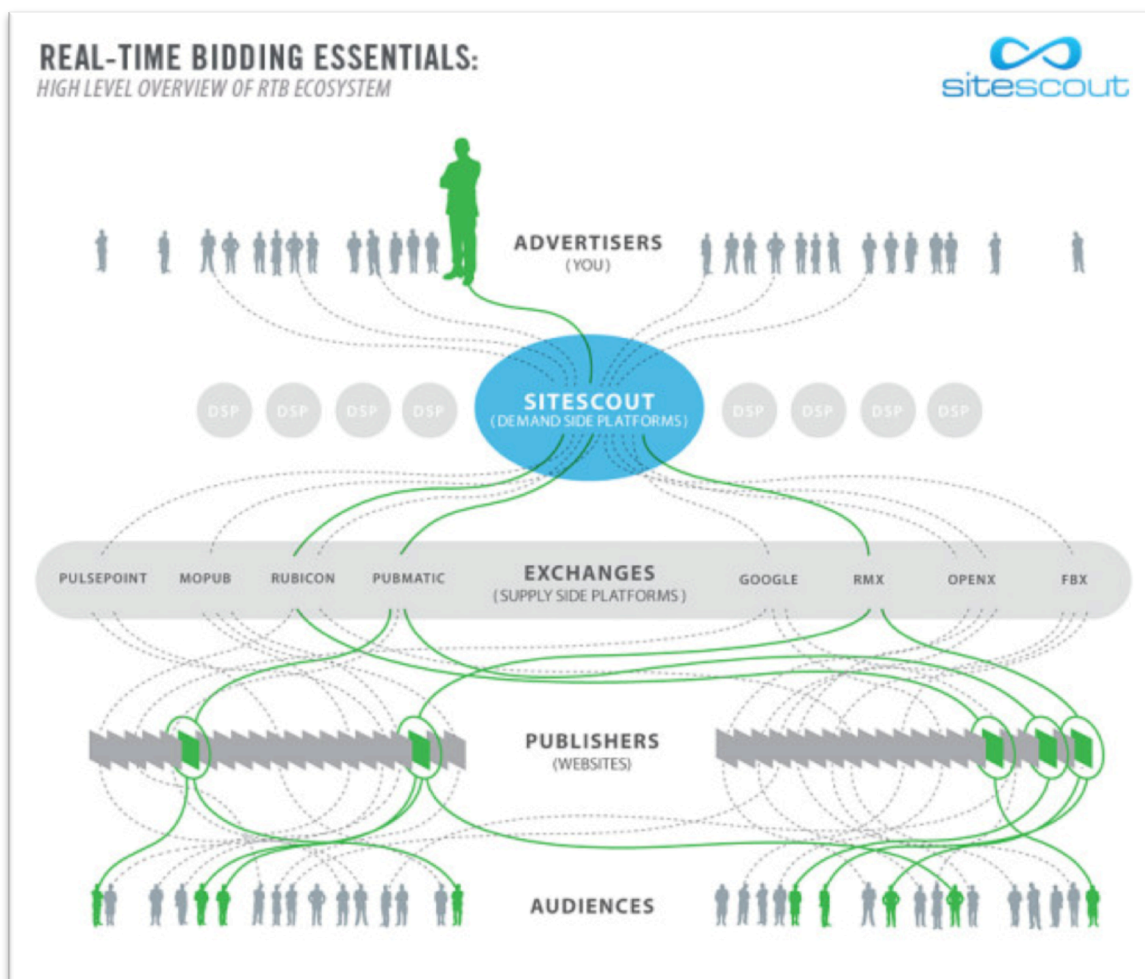 REAL-TIME BIDDING ESSENTIALS:
HIGH LEVEL OVERVIEW OF RTB ECOSYSTEM
sitescout
ADVERTISERS
(YOU)
DSP DSP DSP DSP
SITESCOUT
(DEMAND SIDE PLATFORMS)
DSP DSP DSP DSP
PULSEPOINT MOPUB RUBICON PUBMATIC
EXCHANGES
(SUPPLY SIDE PLATFORMS)
GOOGLE RMX OPENX FBX
PUBLISHERS
(WEBSITES)
AUDIENCES